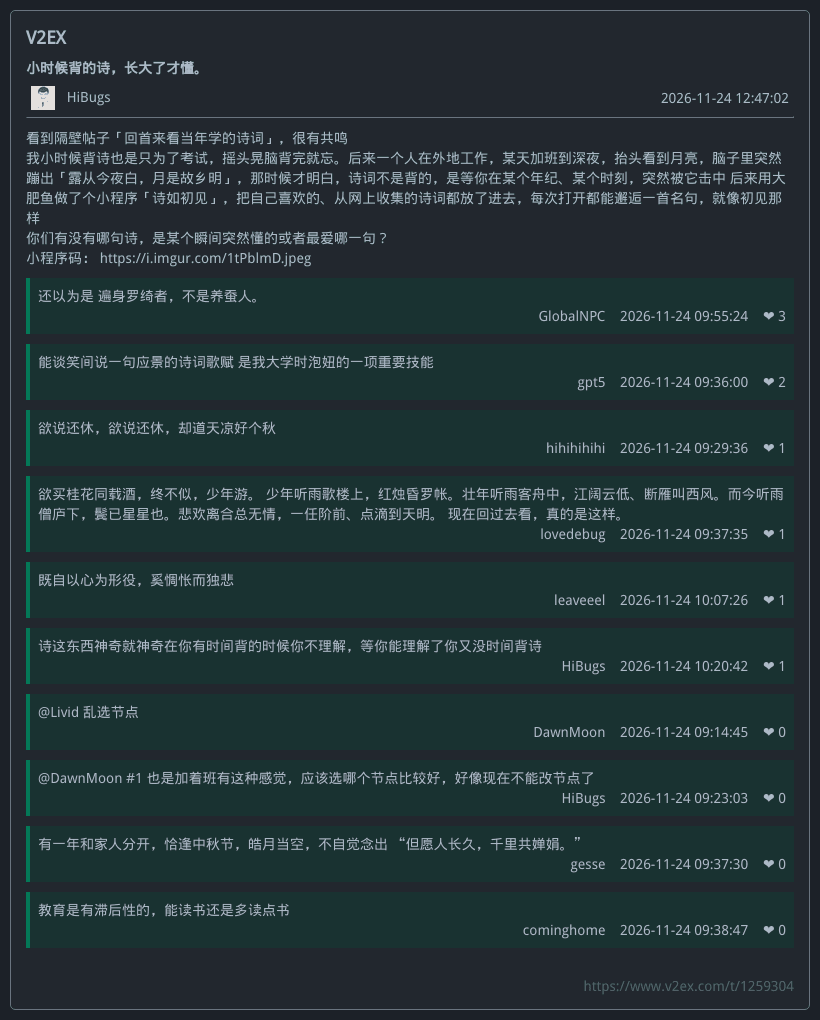 V2EX
小时候背的诗，长大了才懂。
HiBugs 2026-11-24 12:47:02
看到隔壁帖子「回首来看当年学的诗词」，很有共鸣
我小时候背诗也是只为了考试，摇头晃脑背完就忘。后来一个人在外地工作，某天加班到深夜，抬头看到月亮，脑子里突然
蹦出「露从今夜白，月是故乡明」，那时候才明白，诗词不是背的，是等你在某个年纪、某个时刻，突然被它击中 后来用大
肥鱼做了个小程序「诗如初见」，把自己喜欢的、从网上收集的诗词都放了进去，每次打开都能邂逅一首名句，就像初见那
样
你们有没有哪句诗，是某个瞬间突然懂的或者最爱哪一句？
小程序码： https://i.imgur.com/1tPblmD.jpeg
还以为是 遍身罗绮者，不是养蚕人。
GlobalNPC 2026-11-24 09:55:24 ❤ 3
能谈笑间说一句应景的诗词歌赋 是我大学时泡妞的一项重要技能
gpt5 2026-11-24 09:36:00 ❤ 2
欲说还休，欲说还休，却道天凉好个秋
hihihihihi 2026-11-24 09:29:36 ❤ 1
欲买桂花同载酒，终不似，少年游。 少年听雨歌楼上，红烛昏罗帐。壮年听雨客舟中，江阔云低、断雁叫西风。而今听雨
僧庐下，鬓已星星也。悲欢离合总无情，一任阶前、点滴到天明。 现在回过去看，真的是这样。
lovedebug 2026-11-24 09:37:35 ❤ 1
既自以心为形役，奚惆怅而独悲
leaveeel 2026-11-24 10:07:26 ❤ 1
诗这东西神奇就神奇在你有时间背的时候你不理解，等你能理解了你又没时间背诗
HiBugs 2026-11-24 10:20:42 ❤ 1
@Livid 乱选节点
DawnMoon 2026-11-24 09:14:45 ❤ 0
@DawnMoon #1 也是加着班有这种感觉，应该选哪个节点比较好，好像现在不能改节点了
HiBugs 2026-11-24 09:23:03 ❤ 0
有一年和家人分开，恰逢中秋节，皓月当空，不自觉念出 “但愿人长久，千里共婵娟。”
gesse 2026-11-24 09:37:30 ❤ 0
教育是有滞后性的，能读书还是多读点书
cominghome 2026-11-24 09:38:47 ❤ 0
https://www.v2ex.com/t/1259304